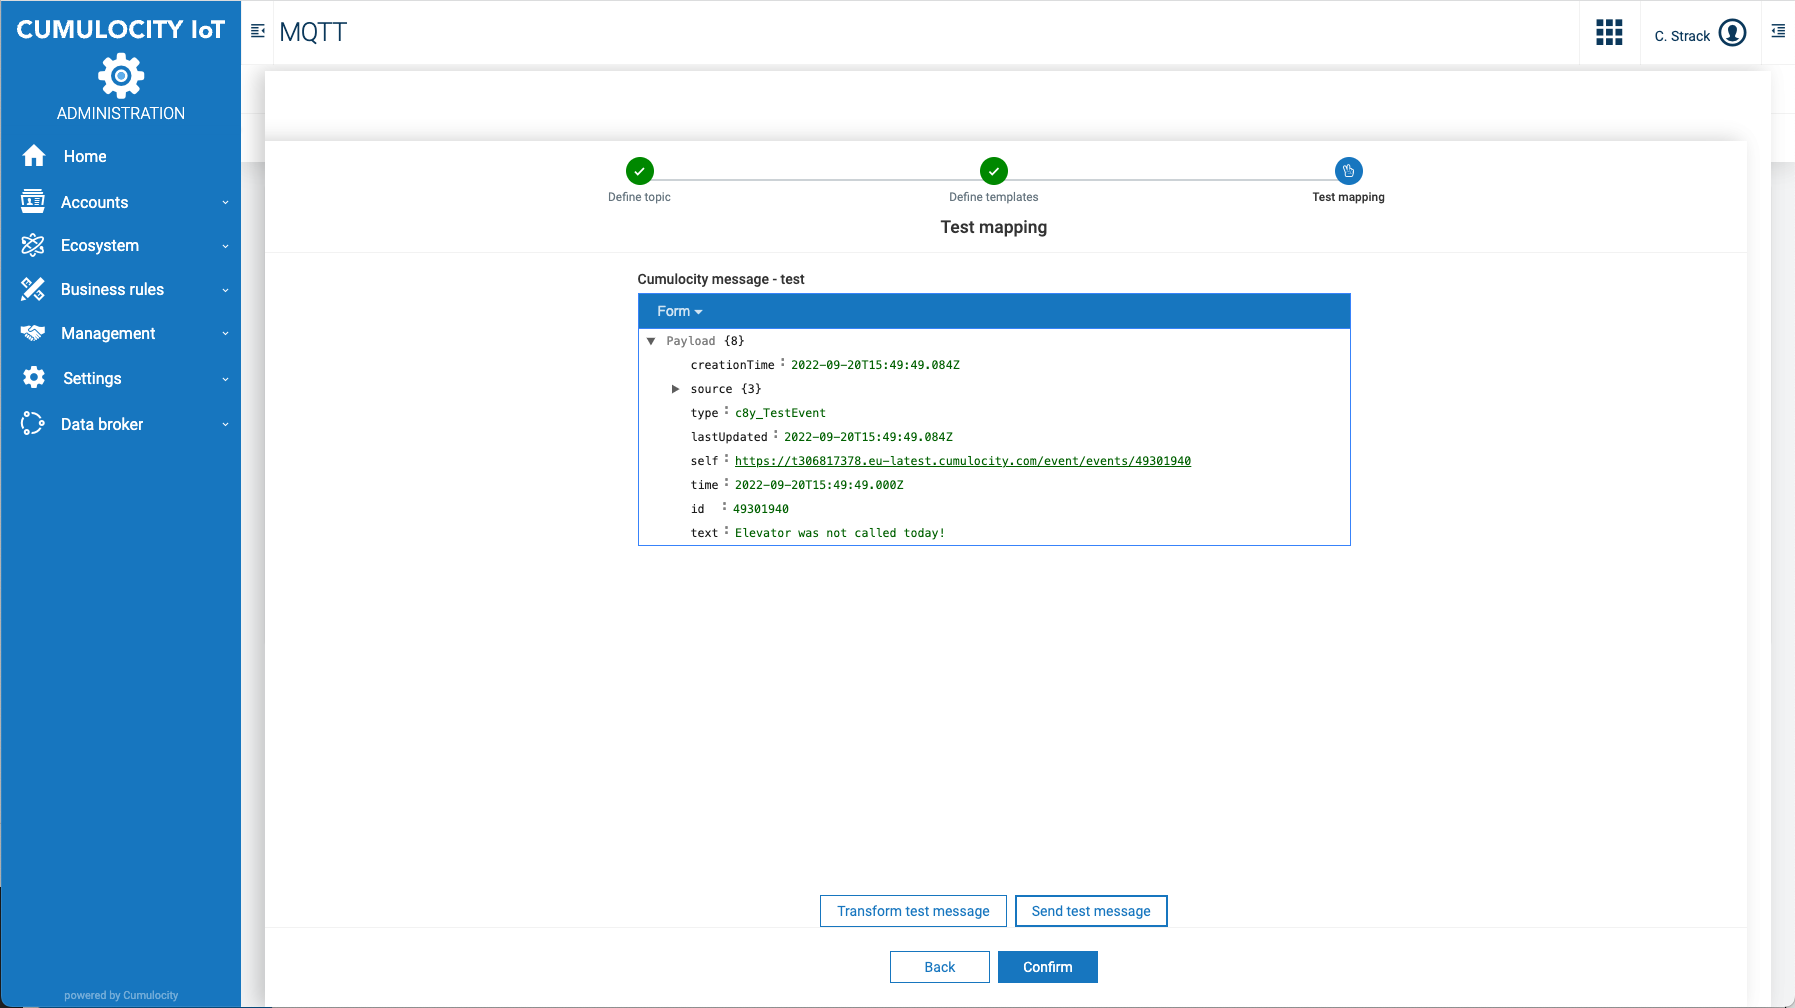 CUMULOCITY IoT
ADMINISTRATION
Home
Accounts
Ecosystem
Business rules
Management
Settings
Data broker
powered by Cumulocity
MQTT
C. Strack
Define topic
Define templates
Test mapping
Test mapping
Cumulocity message - test
Form
Payload {8}
creationTime : 2022-09-20T15:49:49.084Z
source {3}
type : c8y_TestEvent
lastUpdated : 2022-09-20T15:49:49.084Z
self : https://t306817378.eu-latest.cumulocity.com/event/events/49301940
time : 2022-09-20T15:49:49.000Z
id : 49301940
text : Elevator was not called today!
Transform test message
Send test message
Back
Confirm